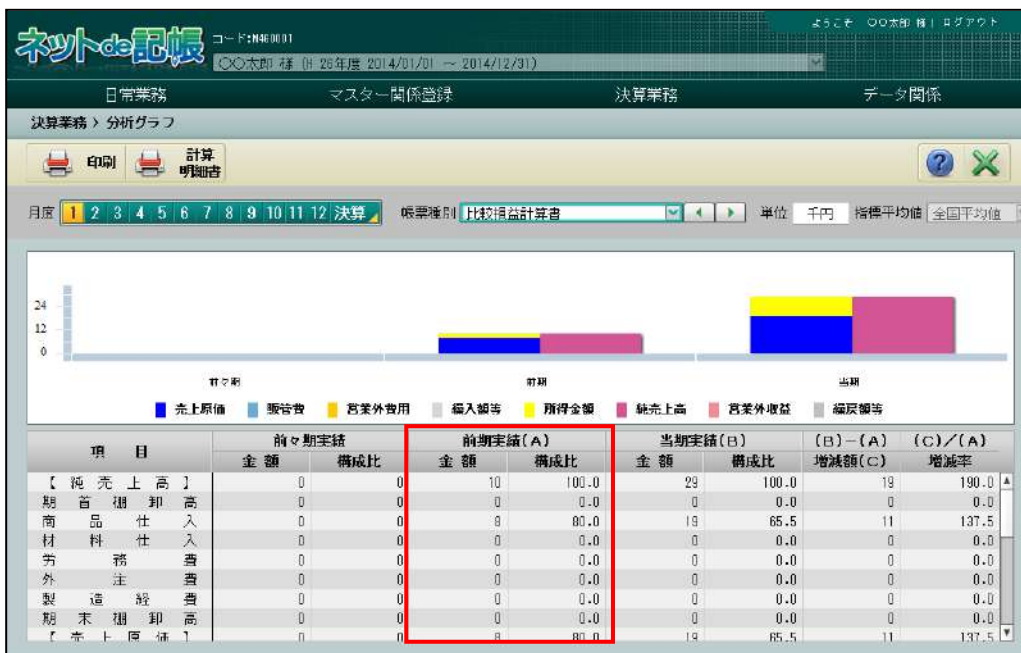 ようこそ 〇〇太郎 様 | ログアウト
ネットde記帳 コード:N460001
〇〇太郎 様 (H 26年度 2014/01/01 ～ 2014/12/31)
日常業務 マスター関係登録 決算業務 データ関係
決算業務 > 分析グラフ
印刷 計算明細書
月度 1 2 3 4 5 6 7 8 9 10 11 12 決算 帳票種別 比較損益計算書 単位 千円 指標平均値 全国平均値
24
12
0
前々期 前期 当期
売上原価 販管費 営業外費用 繰入額等 所得金額 純売上高 営業外収益 繰戻額等
項目 前々期実績 前期実績(A) 当期実績(B) (B)-(A) (C)/(A)
金額 構成比 金額 構成比 金額 構成比 増減額(C) 増減率
【純売上高】 0 0 10 100.0 29 100.0 19 190.0
期首棚卸高 0 0 0 0.0 0 0.0 0 0.0
商品仕入 0 0 8 80.0 19 65.5 11 137.5
材料仕入 0 0 0 0.0 0 0.0 0 0.0
労務費 0 0 0 0.0 0 0.0 0 0.0
外注費 0 0 0 0.0 0 0.0 0 0.0
製造経費 0 0 0 0.0 0 0.0 0 0.0
期末棚卸高 0 0 0 0.0 0 0.0 0 0.0
【売上原価】 0 0 8 80.0 19 65.5 11 137.5